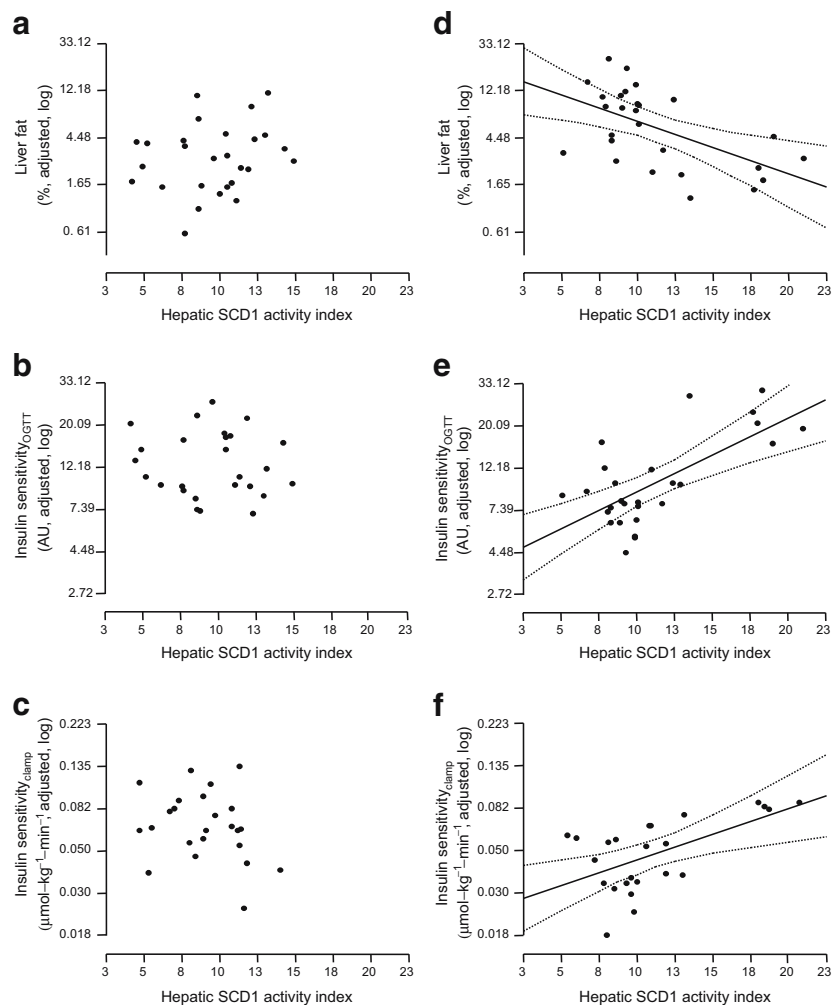 a
33.12
12.18
4.48
1.65
0. 61
Liver fat
(%, adjusted, log)
3 5 8 10 13 15 18 20 23
Hepatic SCD1 activity index
d
33.12
12.18
4.48
1.65
0. 61
Liver fat
(%, adjusted, log)
3 5 8 10 13 15 18 20 23
Hepatic SCD1 activity index
b
33.12
20.09
12.18
7.39
4.48
2.72
Insulin sensitivityOGTT
(AU, adjusted, log)
3 5 8 10 13 15 18 20 23
Hepatic SCD1 activity index
e
33.12
20.09
12.18
7.39
4.48
2.72
Insulin sensitivityOGTT
(AU, adjusted, log)
3 5 8 10 13 15 18 20 23
Hepatic SCD1 activity index
c
0.223
0.135
0.082
0.050
0.030
0.018
Insulin sensitivityclamp
(µmol–kg⁻¹–min⁻¹, adjusted, log)
3 5 8 10 13 15 18 20 23
Hepatic SCD1 activity index
f
0.223
0.135
0.082
0.050
0.030
0.018
Insulin sensitivityclamp
(µmol–kg⁻¹–min⁻¹, adjusted, log)
3 5 8 10 13 15 18 20 23
Hepatic SCD1 activity index